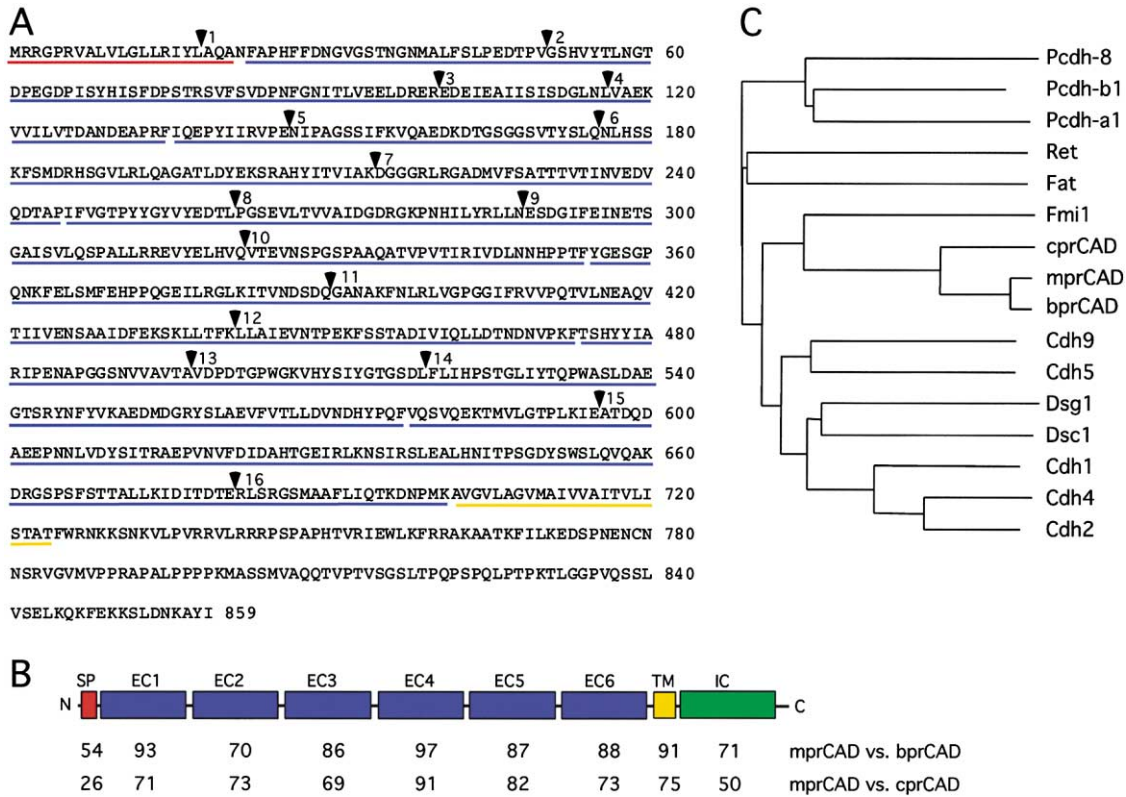 A
1 2
MRRGPRVALVLGLLRIYLAQANFAPHFFDNGVGSTNGNMALFSLPEDTPVGSHVYTLNGT 60
3 4
DPEGDPISYHISFDPSTRSVFSVDPNFGNITLVEELDREREDEIEAIISISDGLNLVAEK 120
5 6
VVILVTDANDEAPRFIQEPYIIRVPENIPAGSSIFKVQAEDKDTGSGGSVTYSLQNLHSS 180
7
KFSMDRHSGVLRLQAGATLDYEKSRAHYITVIAKDGGGRLRGADMVFSATTTVTINVEDV 240
8 9
QDTAPIFVGTPYYGYVYEDTLPGSEVLTVVAIDGDRGKPNHILYRLLNESDGIFEINETS 300
10
GAISVLQSPALLRREVYELHVQVTEVNSPGSPAAQATVPVTIRIVDLNNHPPTFYGESGP 360
11
QNKFELSMFEHPPQGEILRGLKITVNDSDQGANAKFNLRLVGPGGIFRVVPQTVLNEAQV 420
12
TIIVENSAAIDFEKSKLLTFKLLAIEVNTPEKFSSTADIVIQLLDTNDNVPKFTSHYYIA 480
13 14
RIPENAPGGSNVVAVTAVDPDTGPWGKVHYSIYGTGSDLFLIHPSTGLIYTQPWASLDAE 540
15
GTSRYNFYVKAEDMDGRYSLAEVFVTLLDVNDHYPQFVQSVQEKTMVLGTPLKIEATDQD 600
AEEPNNLVDYSITRAEPVNVFDIDAHTGEIRLKNSIRSLEALHNITPSGDYSWSLQVQAK 660
16
DRGSPSFSTTALLKIDITDTERLSRGSMAAFLIQTKDNPMKAVGVLAGVMAIVVAITVLI 720
STATFWRNKKSNKVLPVRRVLRRRPSPAPHTVRIEWLKFRRAKAATKFILKEDSPNENCN 780
NSRVGVMVPPRAPALPPPPKMASSMVAQQTVPTVSGSLTPQPSPQLPTPKTLGGPVQSSL 840
VSELKQKFEKKSLDNKAYI 859
B
SP EC1 EC2 EC3 EC4 EC5 EC6 TM IC
N C
54 93 70 86 97 87 88 91 71 mprCAD vs. bprCAD
26 71 73 69 91 82 73 75 50 mprCAD vs. cprCAD
C
Pcdh-8
Pcdh-b1
Pcdh-a1
Ret
Fat
Fmi1
cprCAD
mprCAD
bprCAD
Cdh9
Cdh5
Dsg1
Dsc1
Cdh1
Cdh4
Cdh2